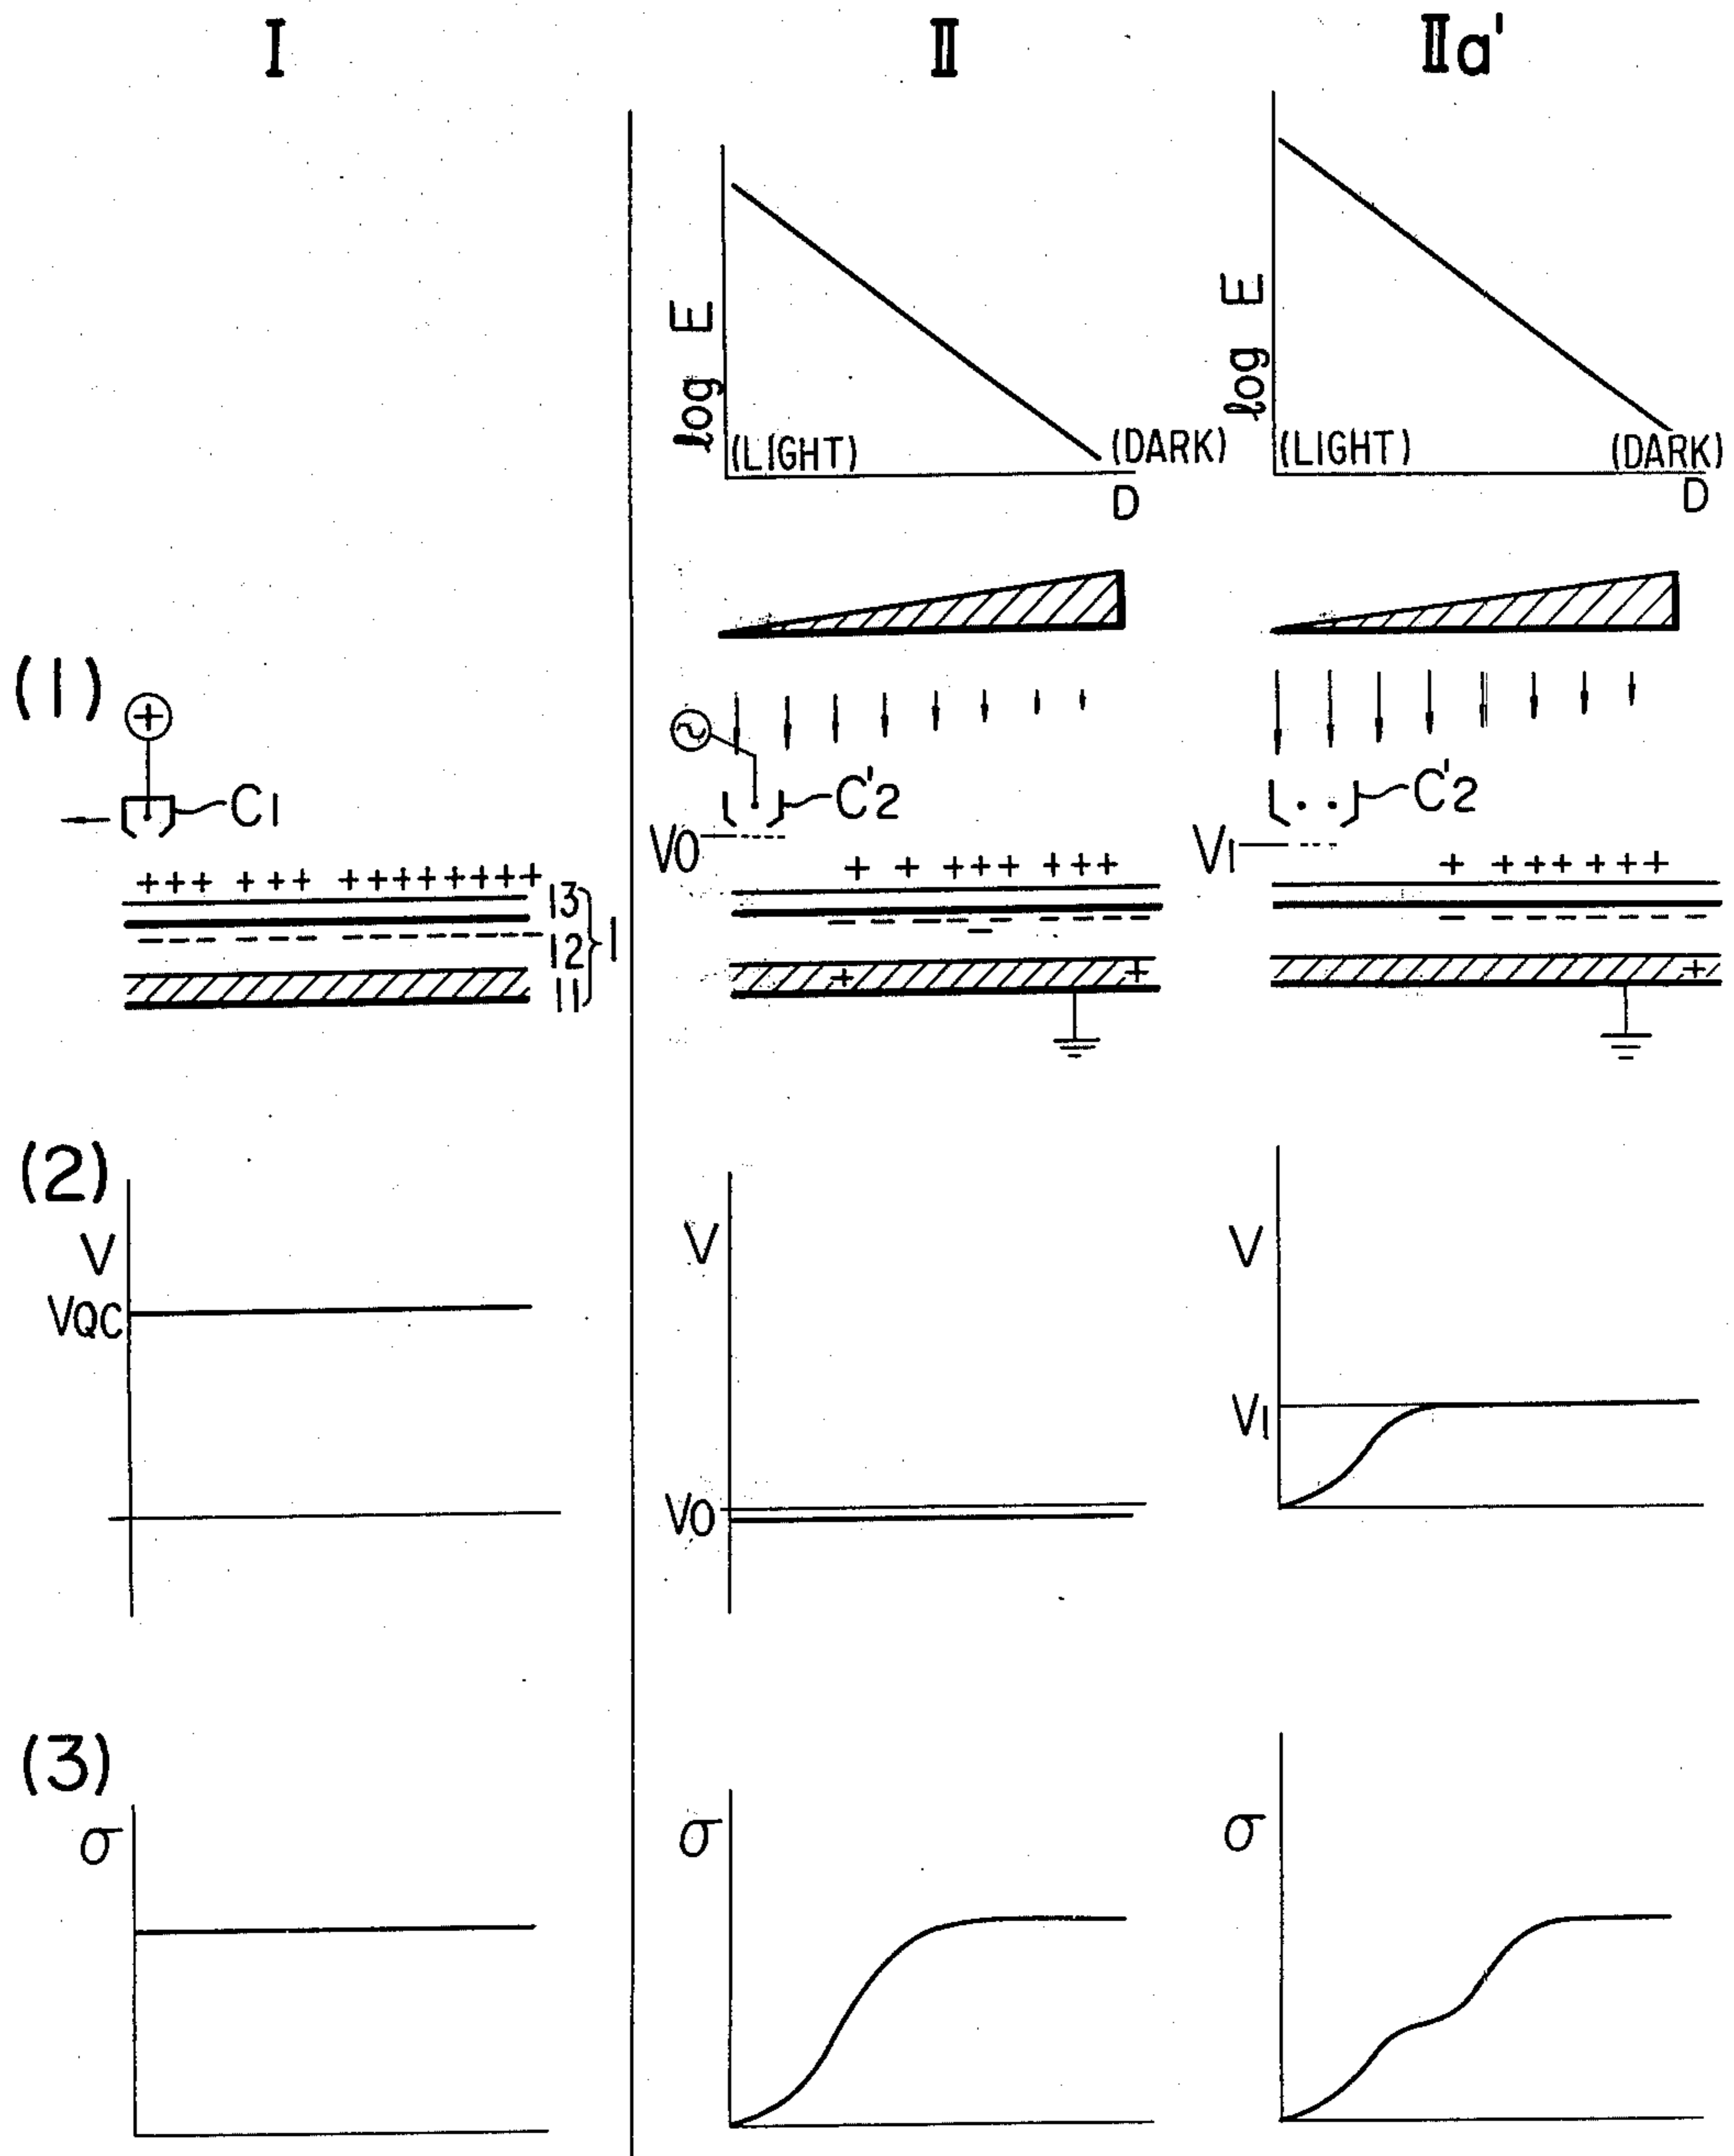 I
II
IIa'
log E
(LIGHT)
(DARK)
D
log E
(LIGHT)
(DARK)
D
(1)
+
C1
C'2
C'2
V0
V1
+++ +++ ++++++++
+ + +++ +++
+ ++++ +++
13
12
11
1
+
+
+
(2)
V
VQC
V
V0
V
V1
(3)
σ
σ
σ